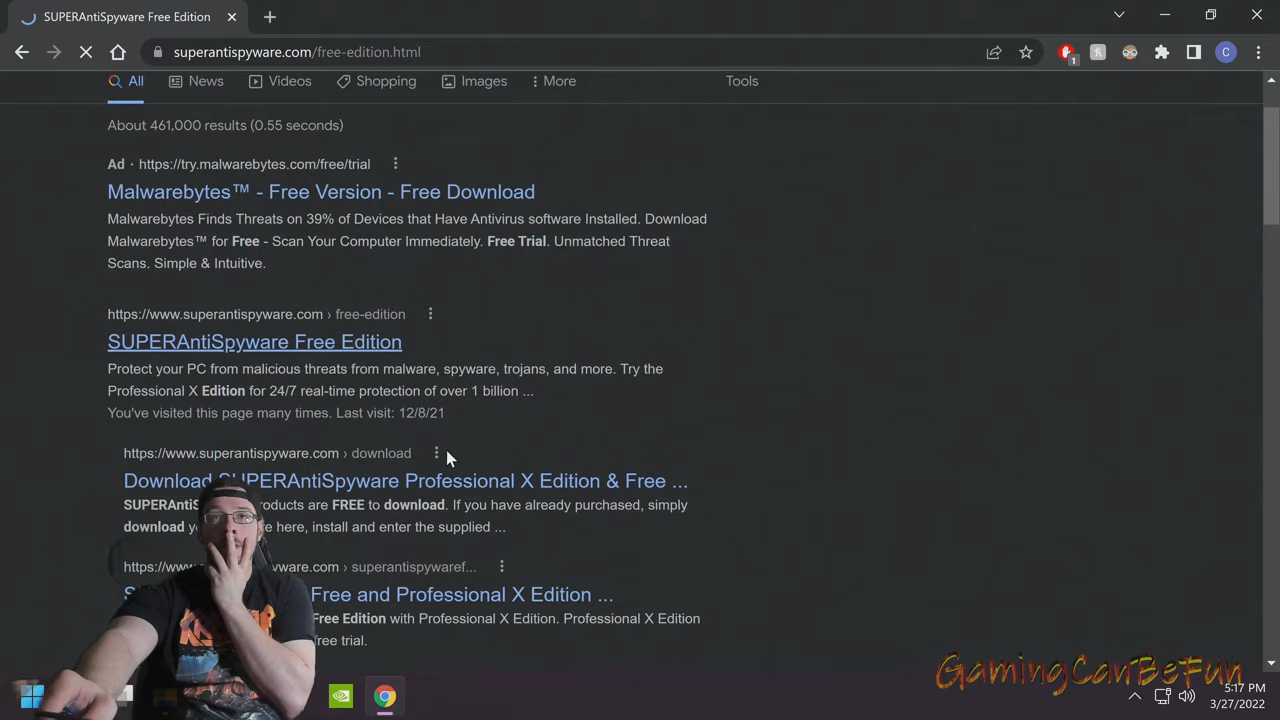 SUPERAntiSpyware Free Edition
superantispyware.com/free-edition.html
1
C
All
News
Videos
Shopping
Images
More
Tools
About 461,000 results (0.55 seconds)
Ad · https://try.malwarebytes.com/free/trial
Malwarebytes™ - Free Version - Free Download
Malwarebytes Finds Threats on 39% of Devices that Have Antivirus software Installed. Download
Malwarebytes™ for Free - Scan Your Computer Immediately. Free Trial. Unmatched Threat
Scans. Simple & Intuitive.
https://www.superantispyware.com › free-edition
SUPERAntiSpyware Free Edition
Protect your PC from malicious threats from malware, spyware, trojans, and more. Try the
Professional X Edition for 24/7 real-time protection of over 1 billion ...
You've visited this page many times. Last visit: 12/8/21
https://www.superantispyware.com › download
Download SUPERAntiSpyware Professional X Edition & Free ...
products are FREE to download. If you have already purchased, simply
download here, install and enter the supplied ...
superantispywaref...
Free and Professional X Edition ...
Free Edition with Professional X Edition. Professional X Edition
free trial.
GamingCanBeFun
5:17 PM
3/27/2022